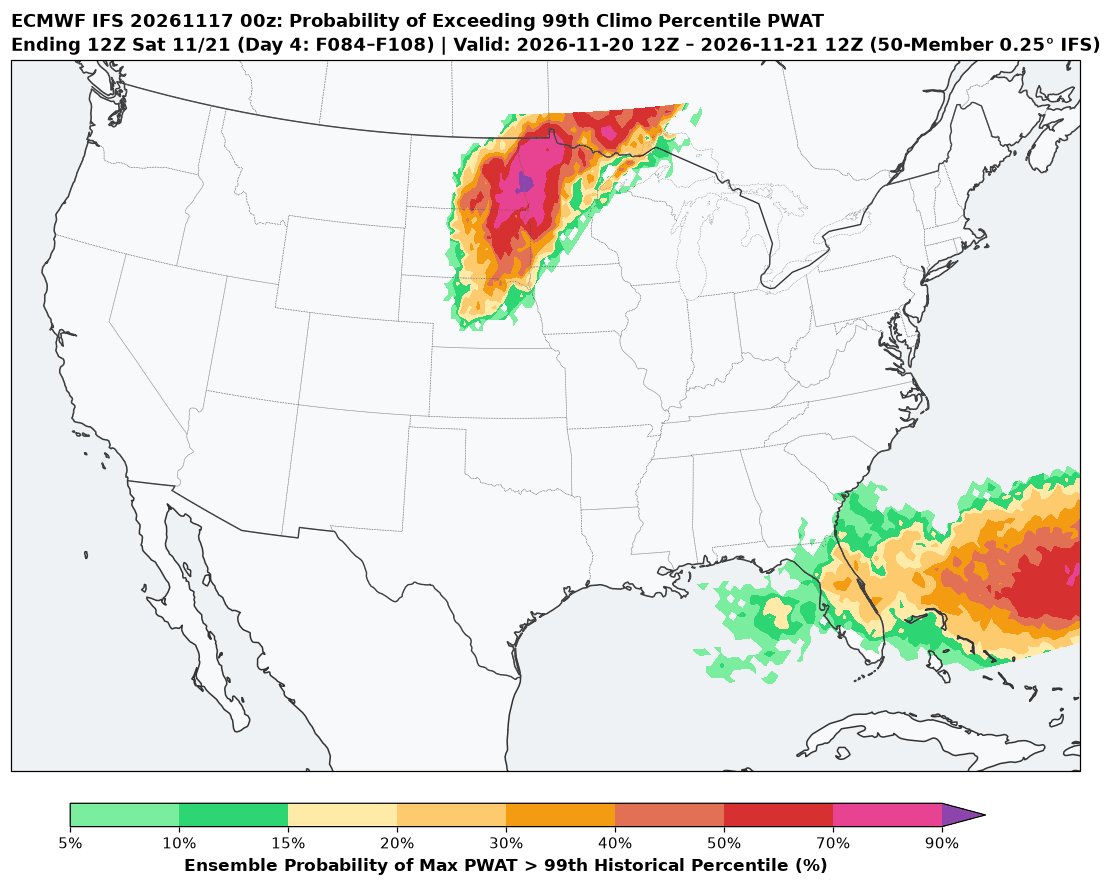 ECMWF IFS 20261117 00z: Probability of Exceeding 99th Climo Percentile PWAT
Ending 12Z Sat 11/21 (Day 4: F084–F108) | Valid: 2026-11-20 12Z – 2026-11-21 12Z (50-Member 0.25° IFS)
5% 10% 15% 20% 30% 40% 50% 70% 90%
Ensemble Probability of Max PWAT > 99th Historical Percentile (%)